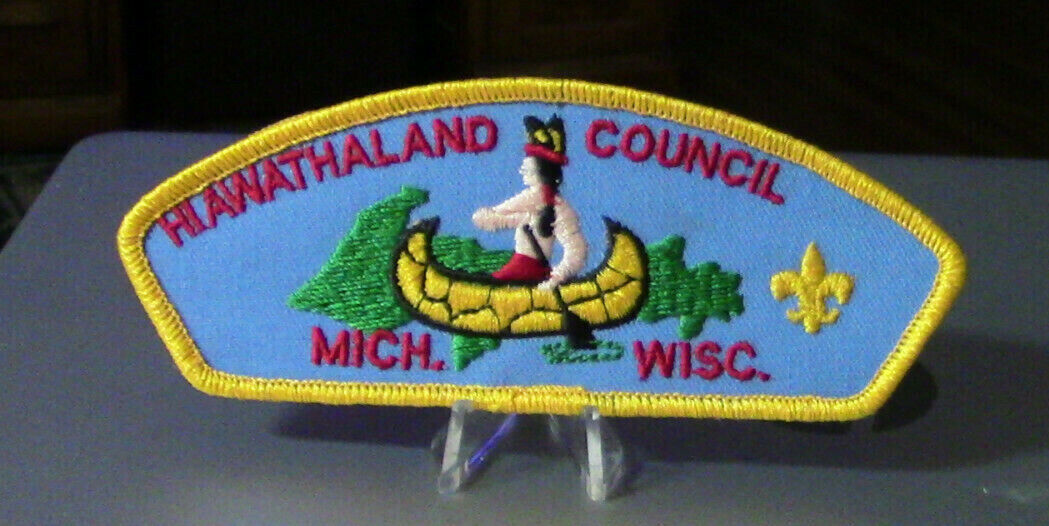 HIAWATHALAND COUNCIL
MICH. WISC.